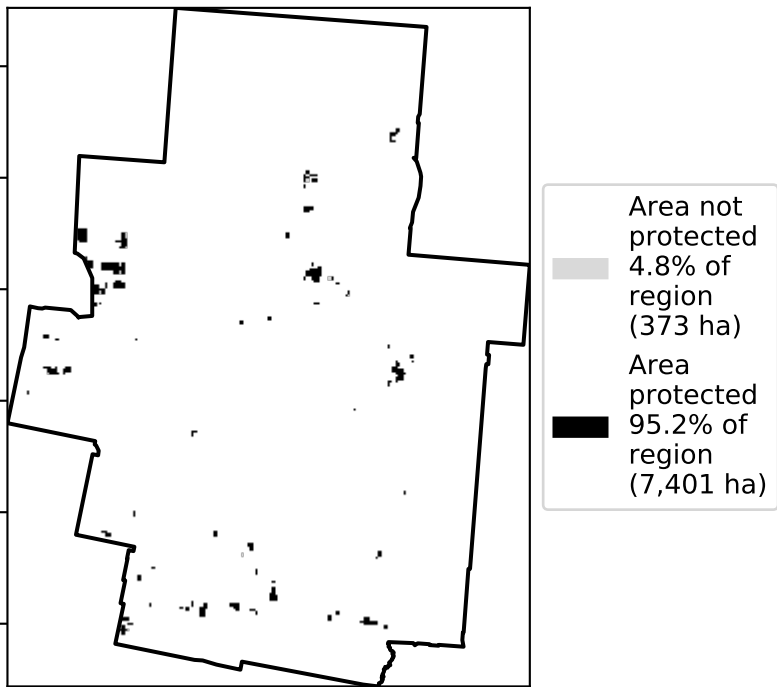 Area not
protected
4.8% of
region
(373 ha)
Area
protected
95.2% of
region
(7,401 ha)